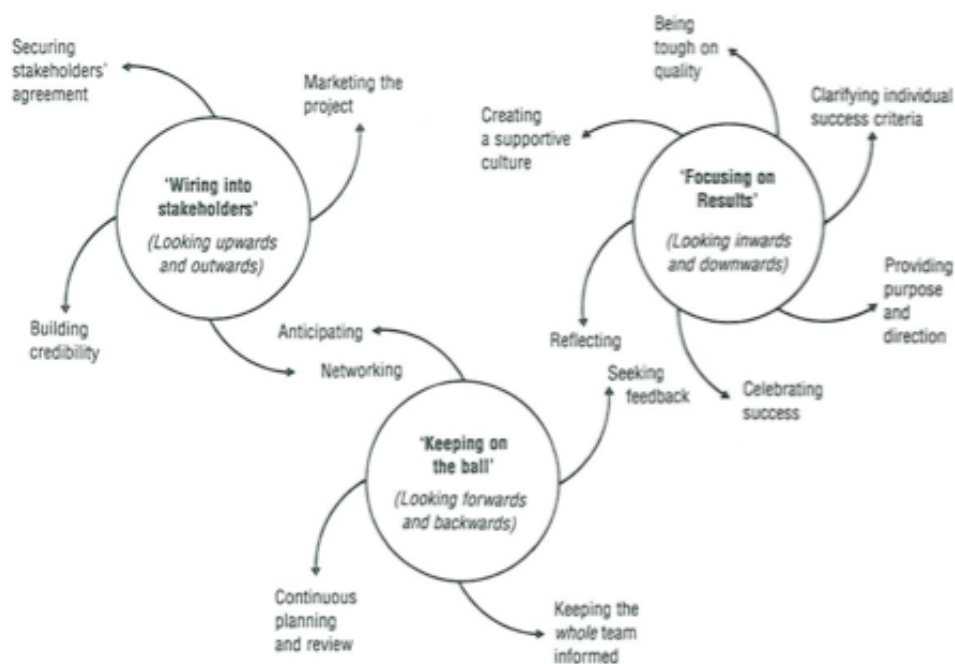 Securing
stakeholders'
agreement
Marketing the
project
'Wiring into
stakeholders'
(Looking upwards
and outwards)
Building
credibility
Networking
Being
tough on
quality
Creating
a supportive
culture
Clarifying individual
success criteria
'Focusing on
Results'
(Looking inwards
and downwards)
Providing
purpose
and
direction
Reflecting
Celebrating
success
Anticipating
Seeking
feedback
'Keeping on
the ball'
(Looking forwards
and backwards)
Continuous
planning
and review
Keeping the
whole team
informed